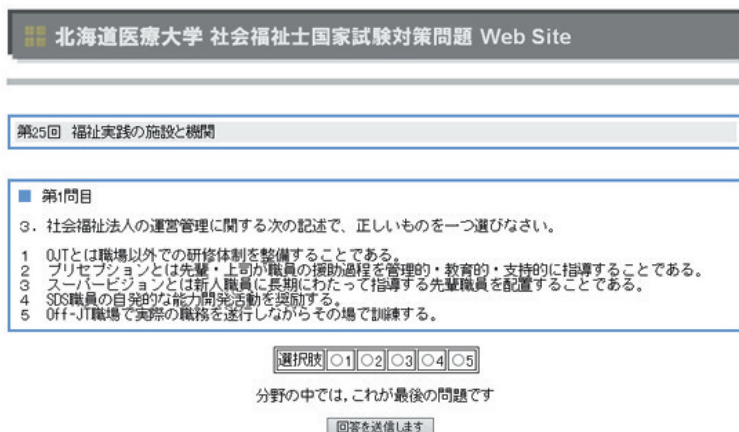 北海道医療大学 社会福祉士国家試験対策問題 Web Site
第25回 福祉実践の施設と機関
■ 第1問目
3. 社会福祉法人の運営管理に関する次の記述で、正しいものを一つ選びなさい。
1 OJTとは職場以外での研修体制を整備することである。
2 プリセプションとは先輩・上司が職員の援助過程を管理的・教育的・支持的に指導することである。
3 スーパービジョンとは新人職員に長期にわたって指導する先輩職員を配置することである。
4 SDS職員の自発的な能力開発活動を奨励する。
5 Off-JT職場で実際の職務を遂行しながらその場で訓練する。
選択肢 ○1 ○2 ○3 ○4 ○5
分野の中では,これが最後の問題です
回答を送信します